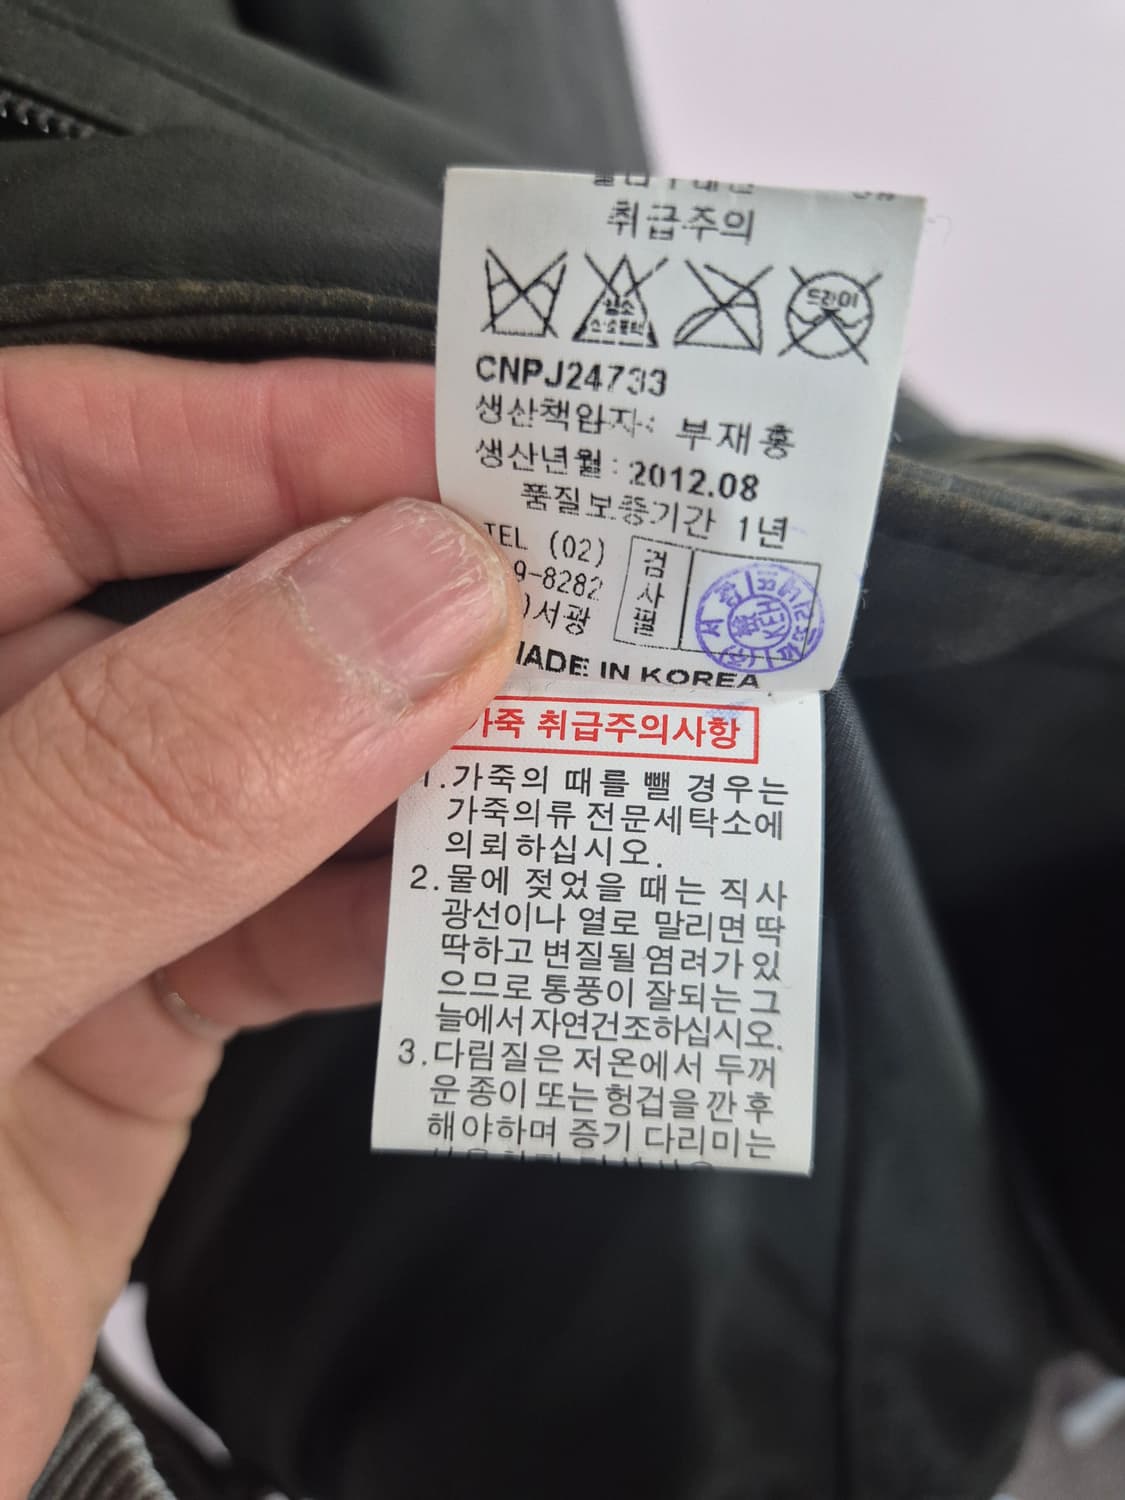 취급주의
염소
산소표백
드라이
CNPJ24733
생산책임자: 부재홍
생산년월: 2012.08
품질보증기간 1년
TEL (02)
9-8282
)서광
검
사
필
MADE IN KOREA
가죽 취급주의사항
1.가죽의 때를 뺄 경우는
가죽의류 전문세탁소에
의뢰하십시오.
2.물에 젖었을 때는 직사
광선이나 열로 말리면 딱
딱하고 변질될 염려가 있
으므로 통풍이 잘되는 그
늘에서 자연건조하십시오.
3.다림질은 저온에서 두꺼
운 종이 또는 헝겁을 깐 후
해야하며 증기 다리미는